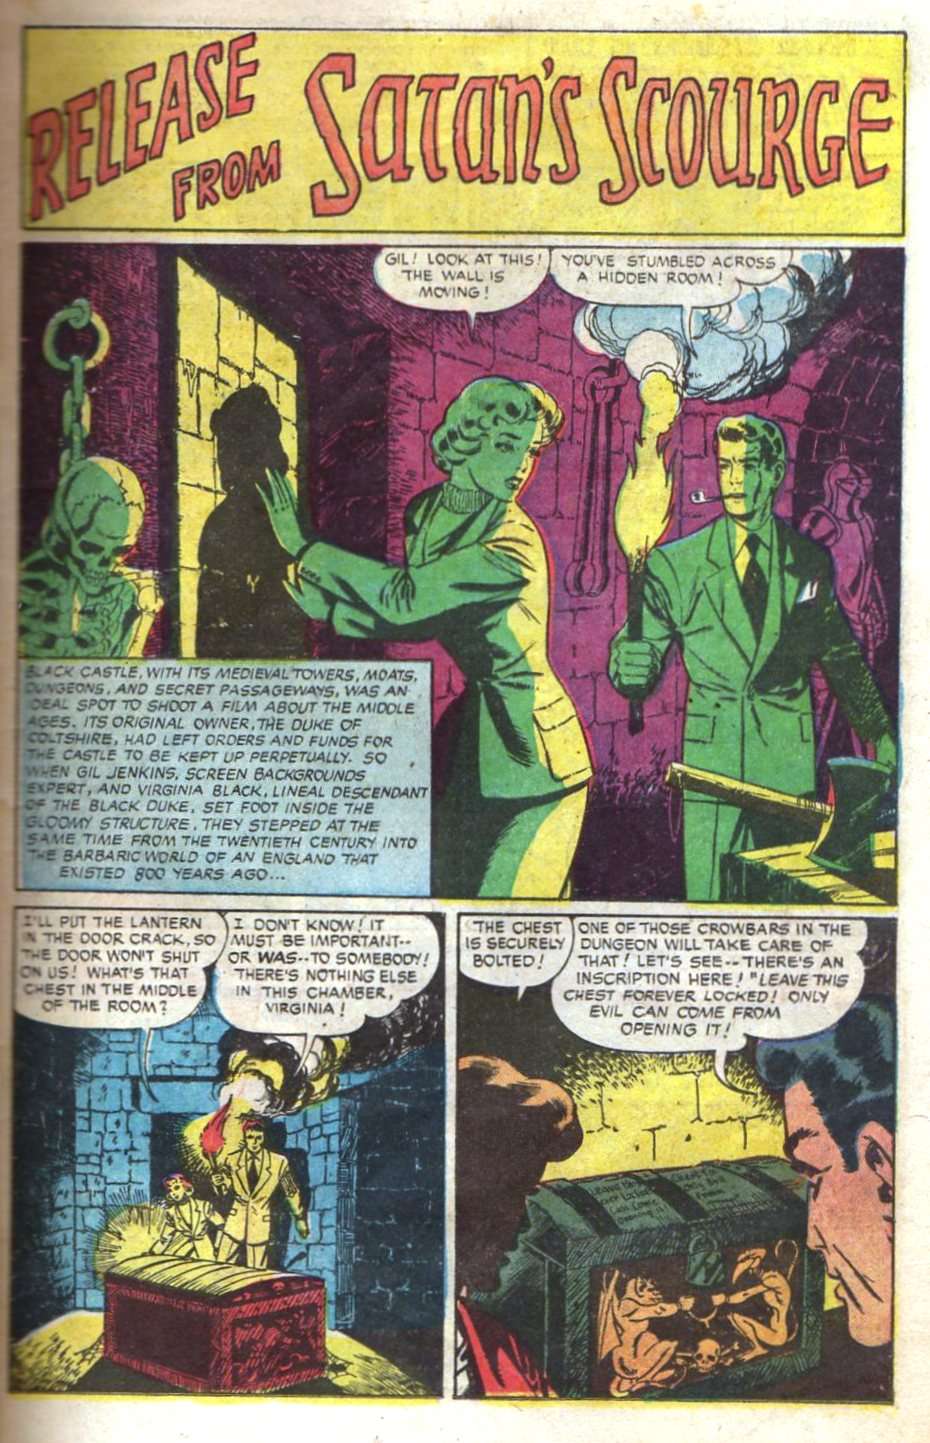 RELEASE
FROM
SATAN'S SCOURGE
GIL! LOOK AT THIS!
THE WALL IS
MOVING!
YOU'VE STUMBLED ACROSS
A HIDDEN ROOM!
BLACK CASTLE, WITH ITS MEDIEVAL TOWERS, MOATS,
DUNGEONS, AND SECRET PASSAGEWAYS, WAS AN
IDEAL SPOT TO SHOOT A FILM ABOUT THE MIDDLE
AGES. ITS ORIGINAL OWNER, THE DUKE OF
COLTSHIRE, HAD LEFT ORDERS AND FUNDS FOR
THE CASTLE TO BE KEPT UP PERPETUALLY. SO
WHEN GIL JENKINS, SCREEN BACKGROUNDS
EXPERT, AND VIRGINIA BLACK, LINEAL DESCENDANT
OF THE BLACK DUKE, SET FOOT INSIDE THE
GLOOMY STRUCTURE, THEY STEPPED AT THE
SAME TIME FROM THE TWENTIETH CENTURY INTO
THE BARBARIC WORLD OF AN ENGLAND THAT
EXISTED 800 YEARS AGO...
I'LL PUT THE LANTERN
IN THE DOOR CRACK, SO
THE DOOR WON'T SHUT
ON US! WHAT'S THAT
CHEST IN THE MIDDLE
OF THE ROOM?
I DON'T KNOW! IT
MUST BE IMPORTANT--
OR WAS--TO SOMEBODY!
THERE'S NOTHING ELSE
IN THIS CHAMBER,
VIRGINIA!
THE CHEST
IS SECURELY
BOLTED!
ONE OF THOSE CROWBARS IN THE
DUNGEON WILL TAKE CARE OF
THAT! LET'S SEE--THERE'S AN
INSCRIPTION HERE! "LEAVE THIS
CHEST FOREVER LOCKED! ONLY
EVIL CAN COME FROM
OPENING IT!